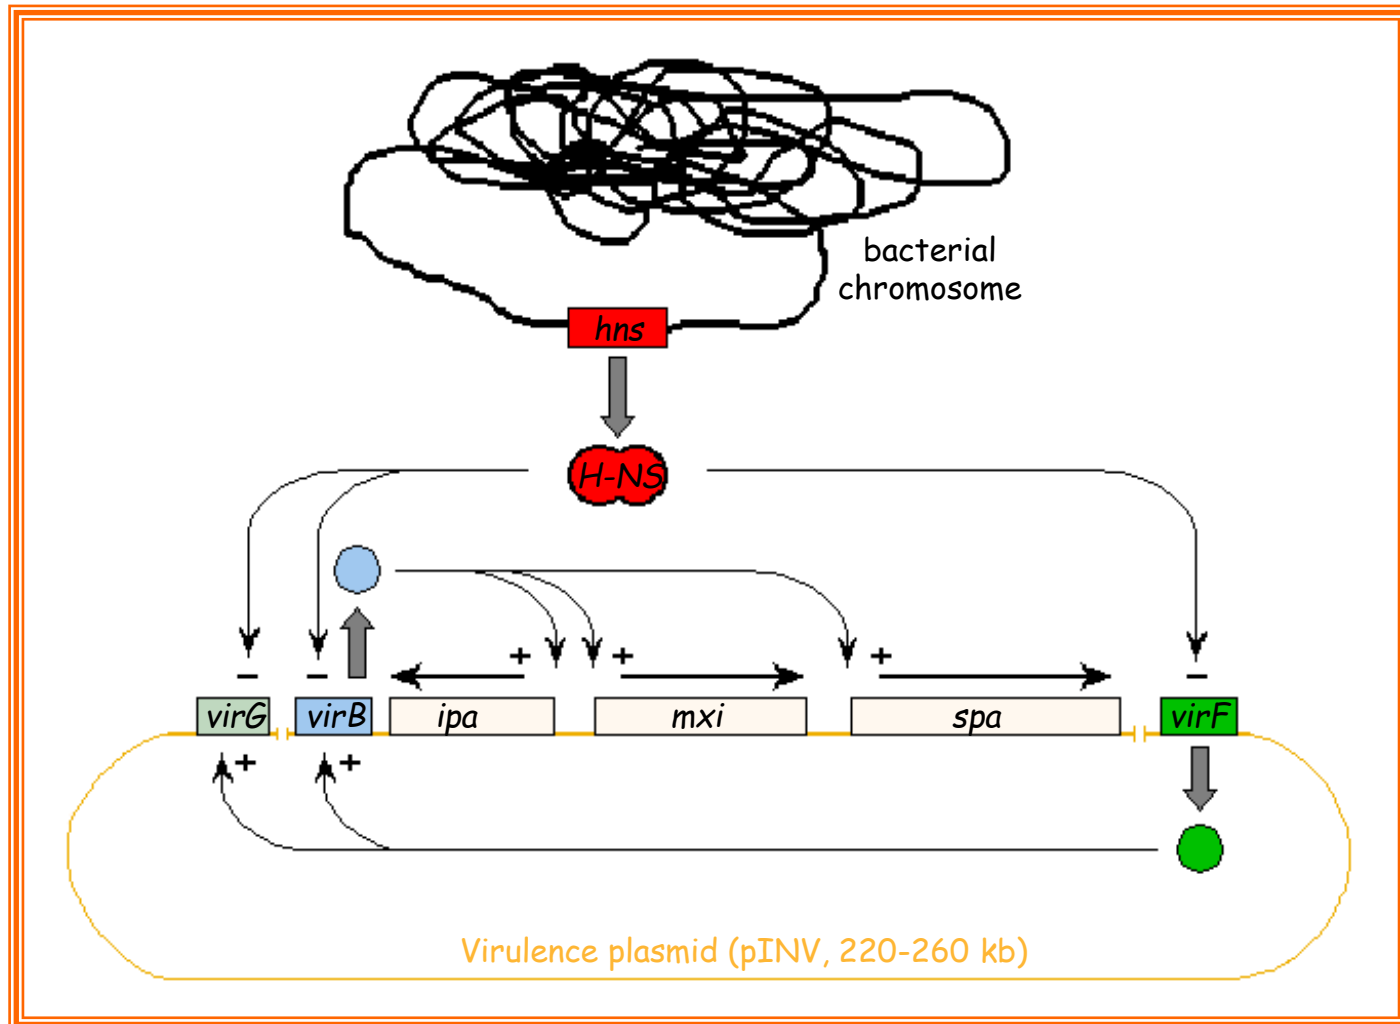 bacterial
chromosome
hns
H-NS
+ + +
− − −
virG virB ipa mxi spa virF
+ +
Virulence plasmid (pINV, 220-260 kb)